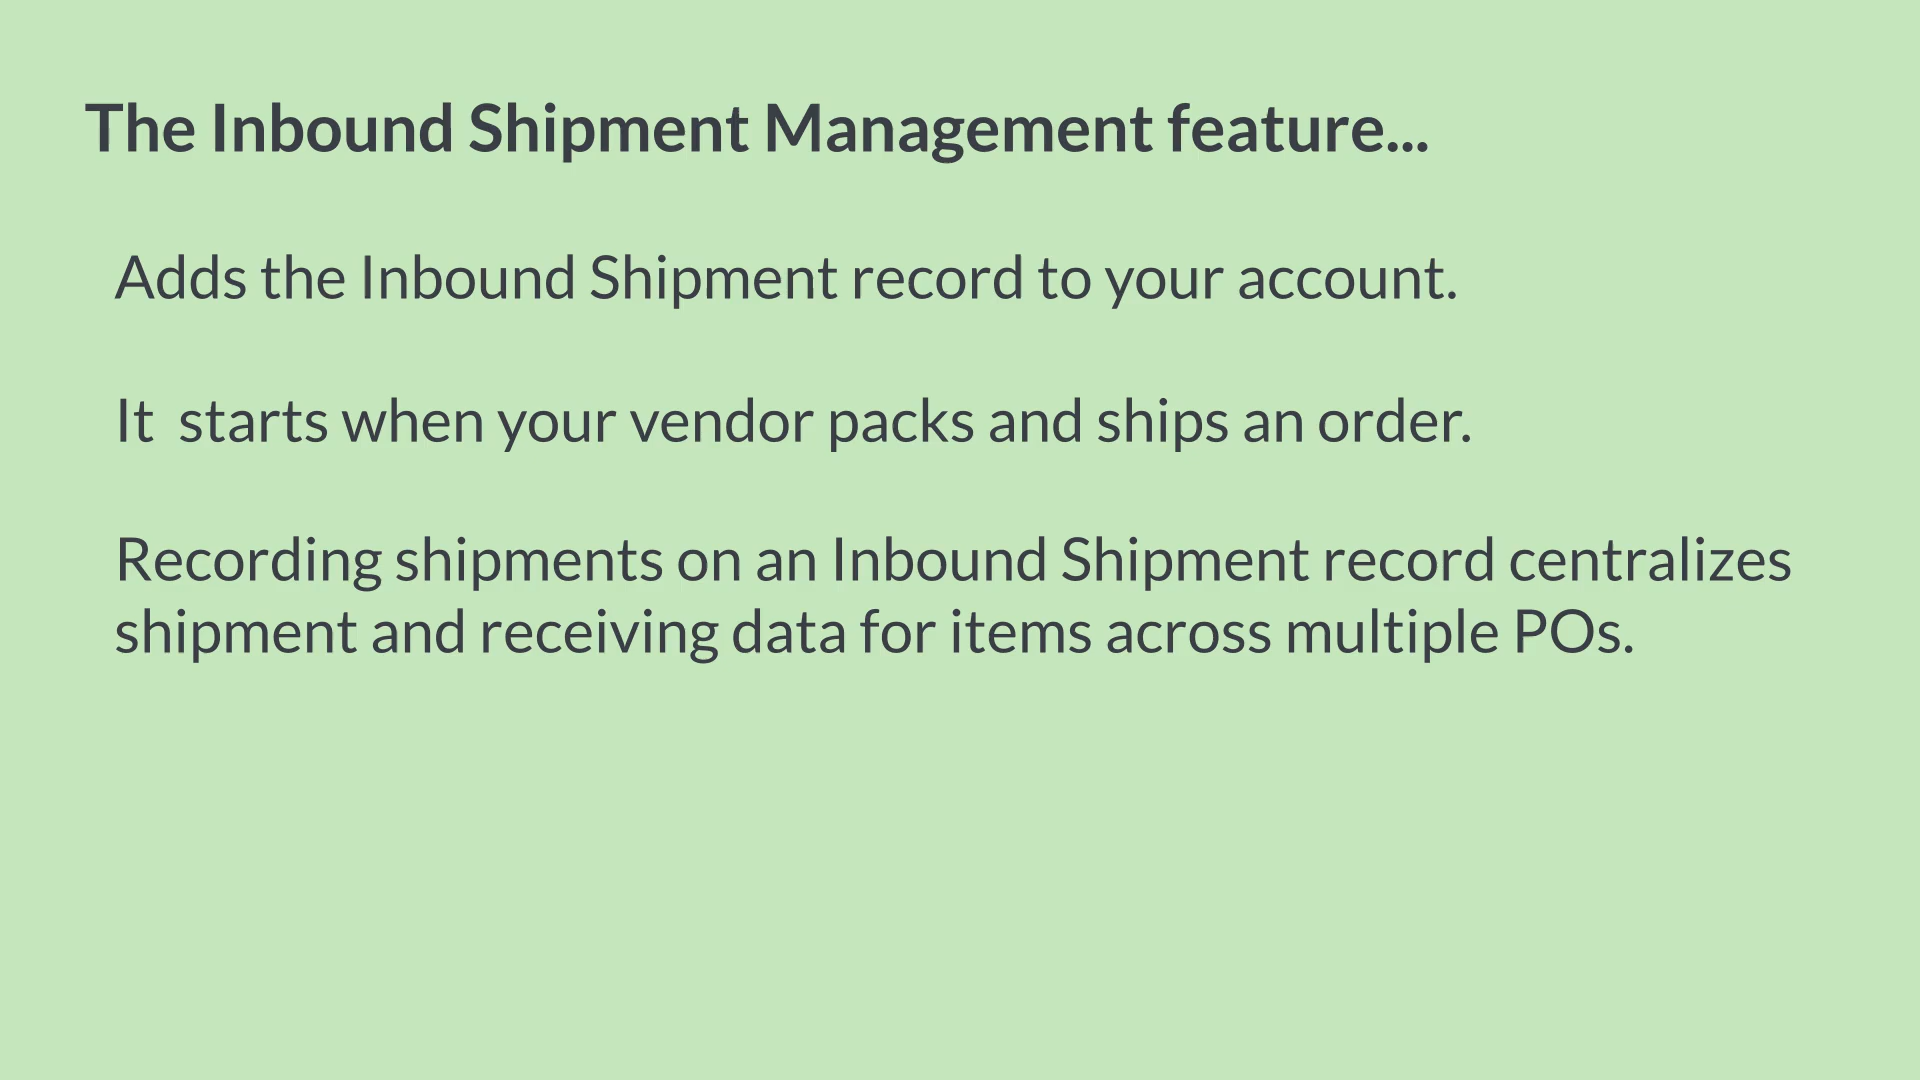 The Inbound Shipment Management feature...
Adds the Inbound Shipment record to your account.
It  starts when your vendor packs and ships an order.
Recording shipments on an Inbound Shipment record centralizes
shipment and receiving data for items across multiple POs.